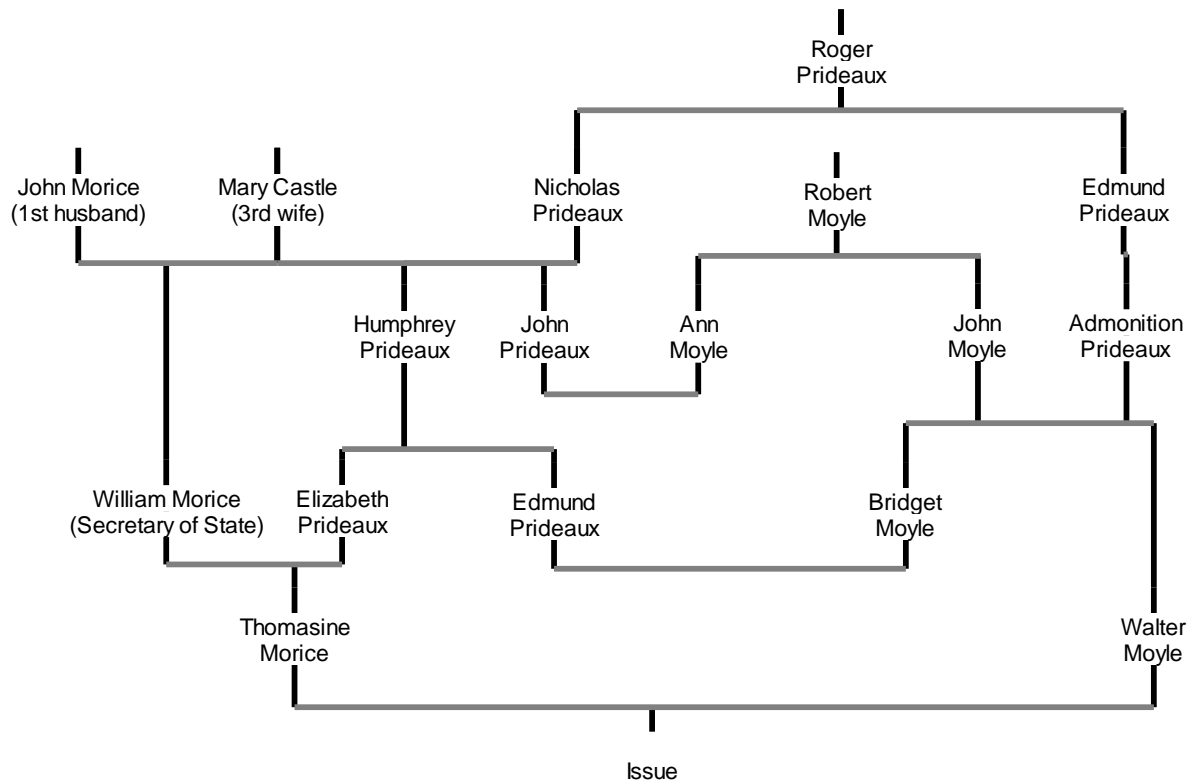 Roger
Prideaux
John Morice
(1st husband)
Mary Castle
(3rd wife)
Nicholas
Prideaux
Robert
Moyle
Edmund
Prideaux
Humphrey
Prideaux
John
Prideaux
Ann
Moyle
John
Moyle
Admonition
Prideaux
William Morice
(Secretary of State)
Elizabeth
Prideaux
Edmund
Prideaux
Bridget
Moyle
Thomasine
Morice
Walter
Moyle
Issue